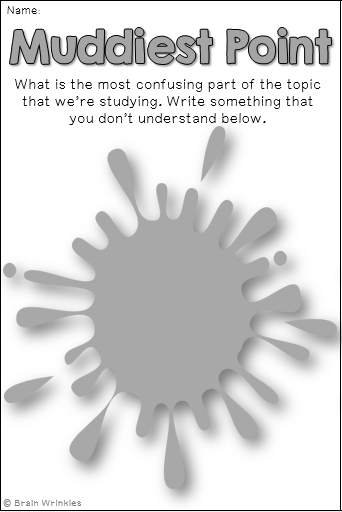 Name:
Muddiest Point
What is the most confusing part of the topic
that we're studying. Write something that
you don't understand below.
© Brain Wrinkles